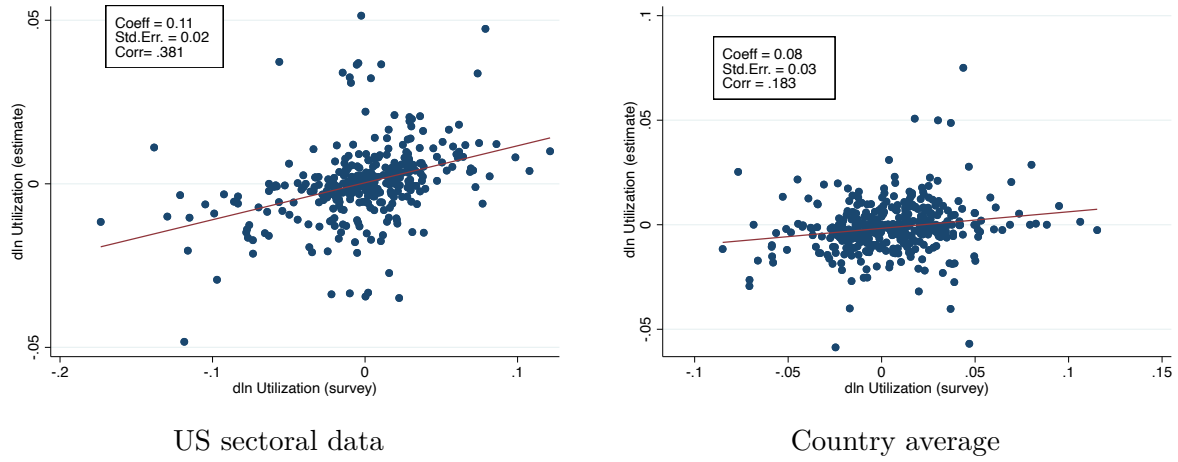 Coeff = 0.11
Std.Err. = 0.02
Corr= .381
dln Utilization (estimate)
.05
0
-.05
-.2
-.1
0
.1
dln Utilization (survey)
US sectoral data
Coeff = 0.08
Std.Err. = 0.03
Corr = .183
dln Utilization (estimate)
.1
.05
0
-.05
-.1
-.05
0
.05
.1
.15
dln Utilization (survey)
Country average